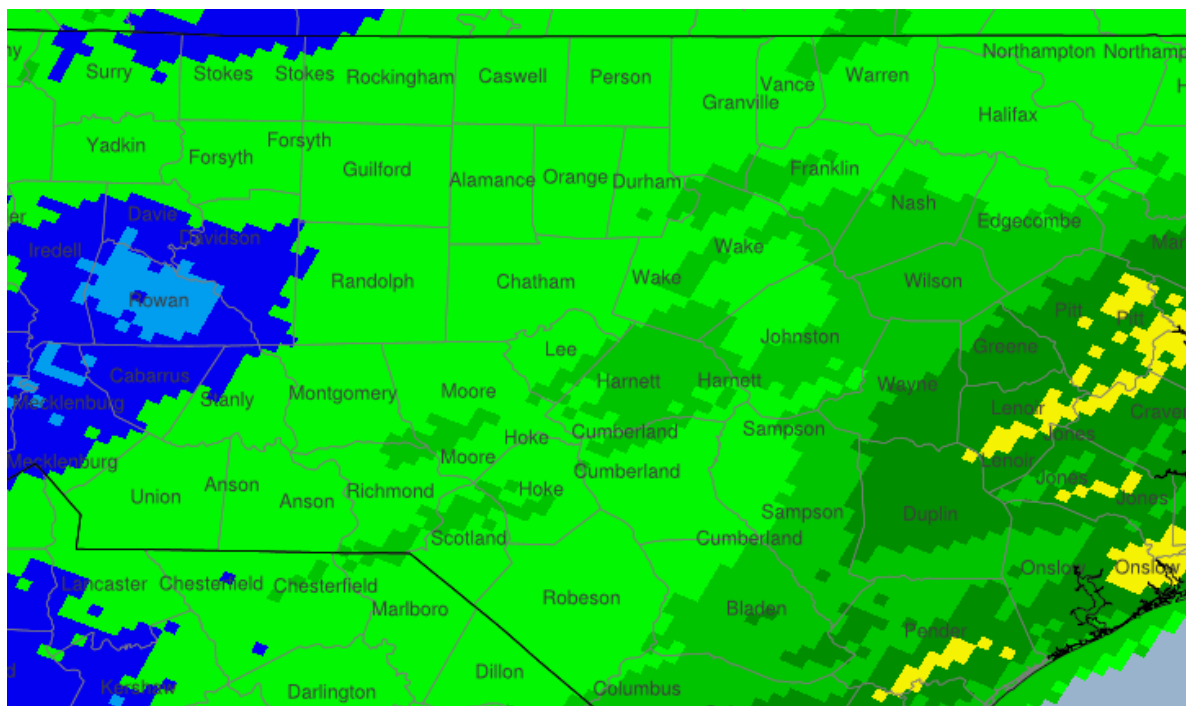 Northampton Northamp
Surry Stokes Stokes Rockingham Caswell Person Warren
Vance
Granville
Halifax
Yadkin Forsyth
Forsyth Guilford Alamance Orange Durham Franklin
Nash
Edgecombe
Davie
Iredell Davidson
Wake
Mar
Rowan Randolph Chatham Wake Wilson
Pitt
Pitt
Johnston
Lee Greene
Cabarrus Harnett Harnett Wayne
Mecklenburg Stanly Montgomery Moore
Lenoir
Craven
Hoke Cumberland Sampson Jones
Mecklenburg Moore Cumberland Lenoir
Union Anson Anson Richmond Hoke Jones
Jones
Sampson Duplin
Scotland Cumberland
Lancaster Chesterfield Chesterfield Onslow Onslow
Marlboro Robeson Bladen
Pender
Dillon
Kershaw Darlington Columbus